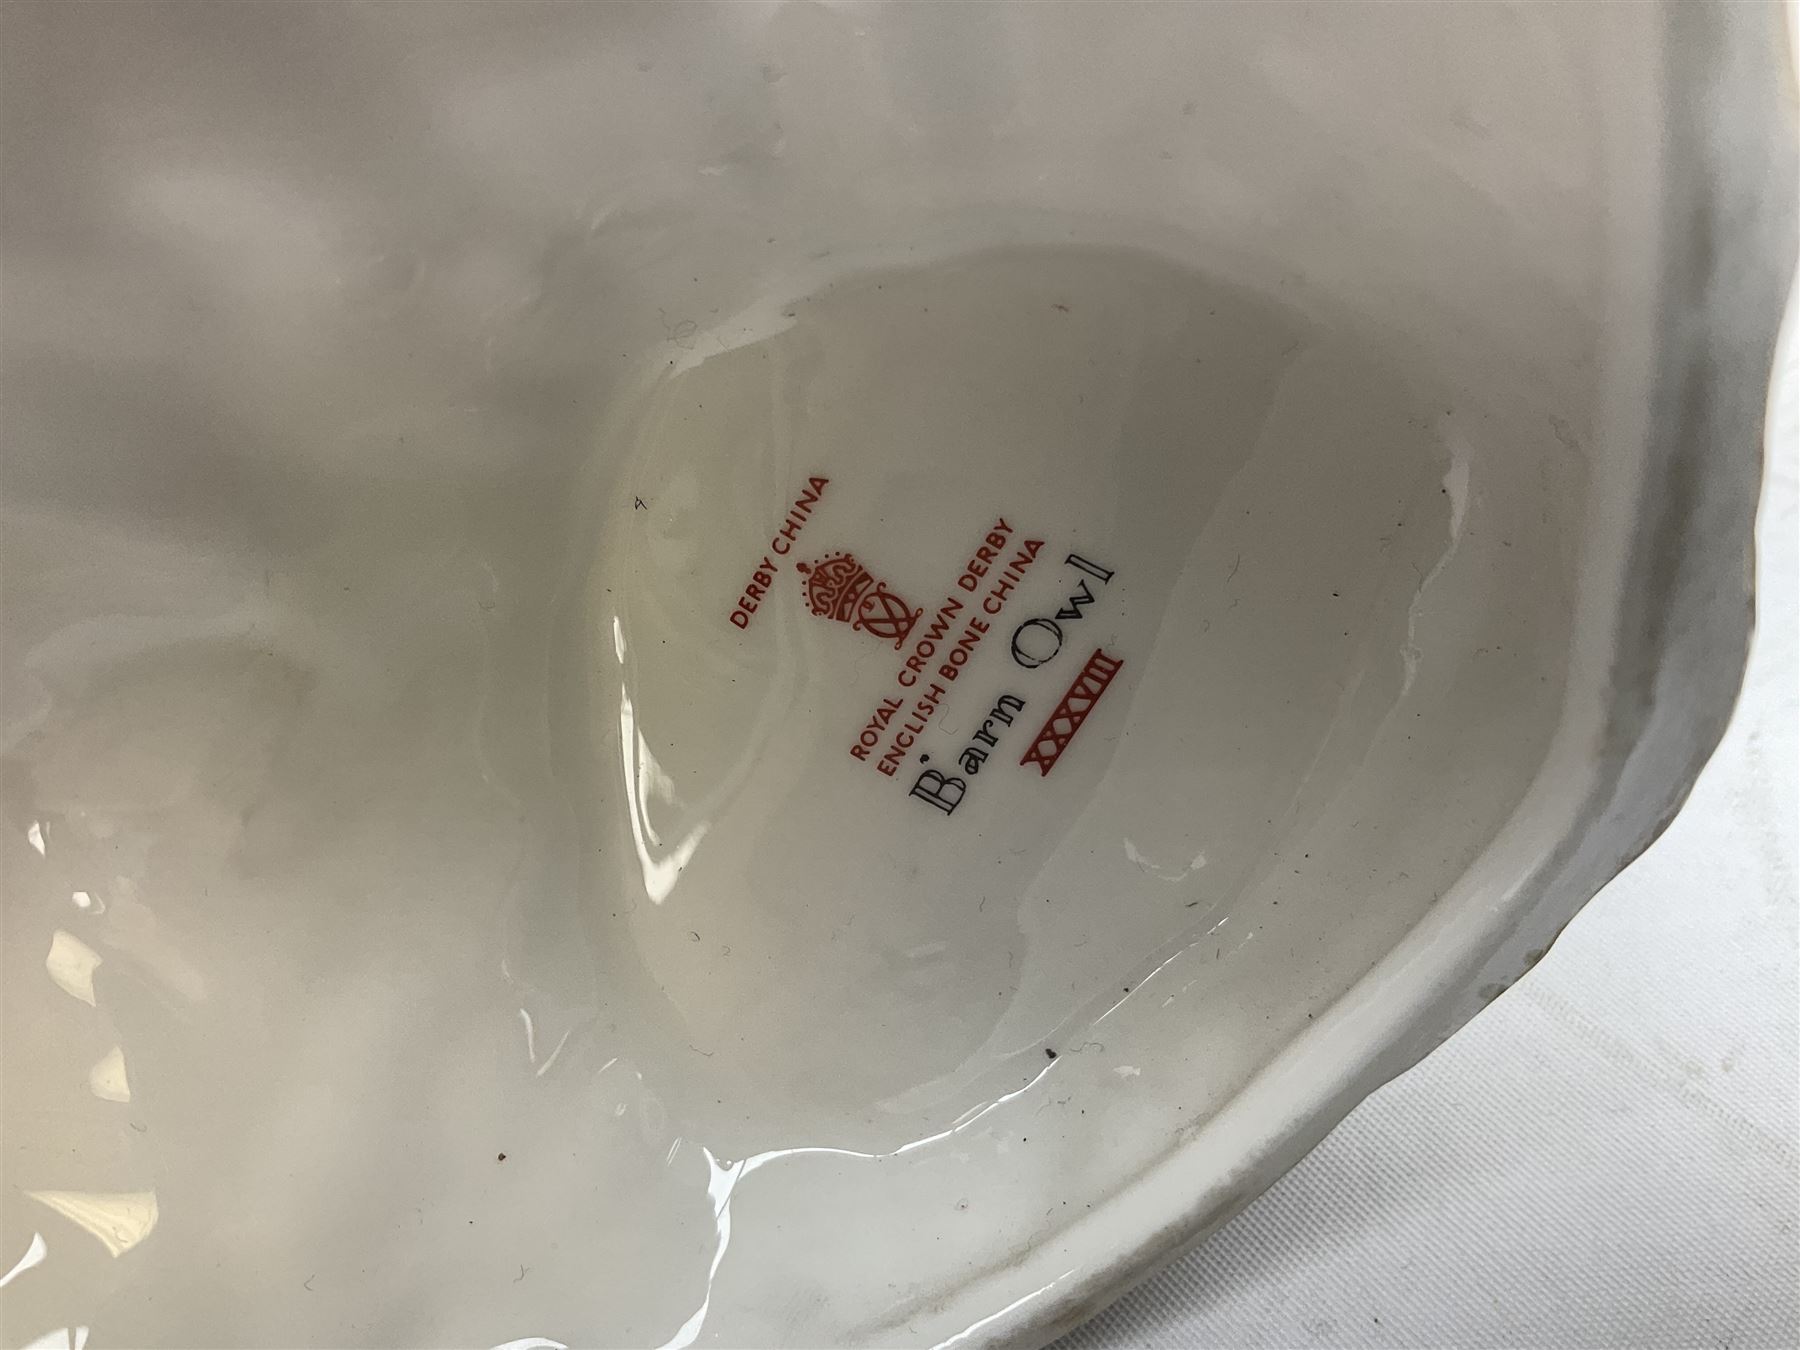 DERBY CHINA
ROYAL CROWN DERBY
ENGLISH BONE CHINA
Barn Owl
XXXVIII